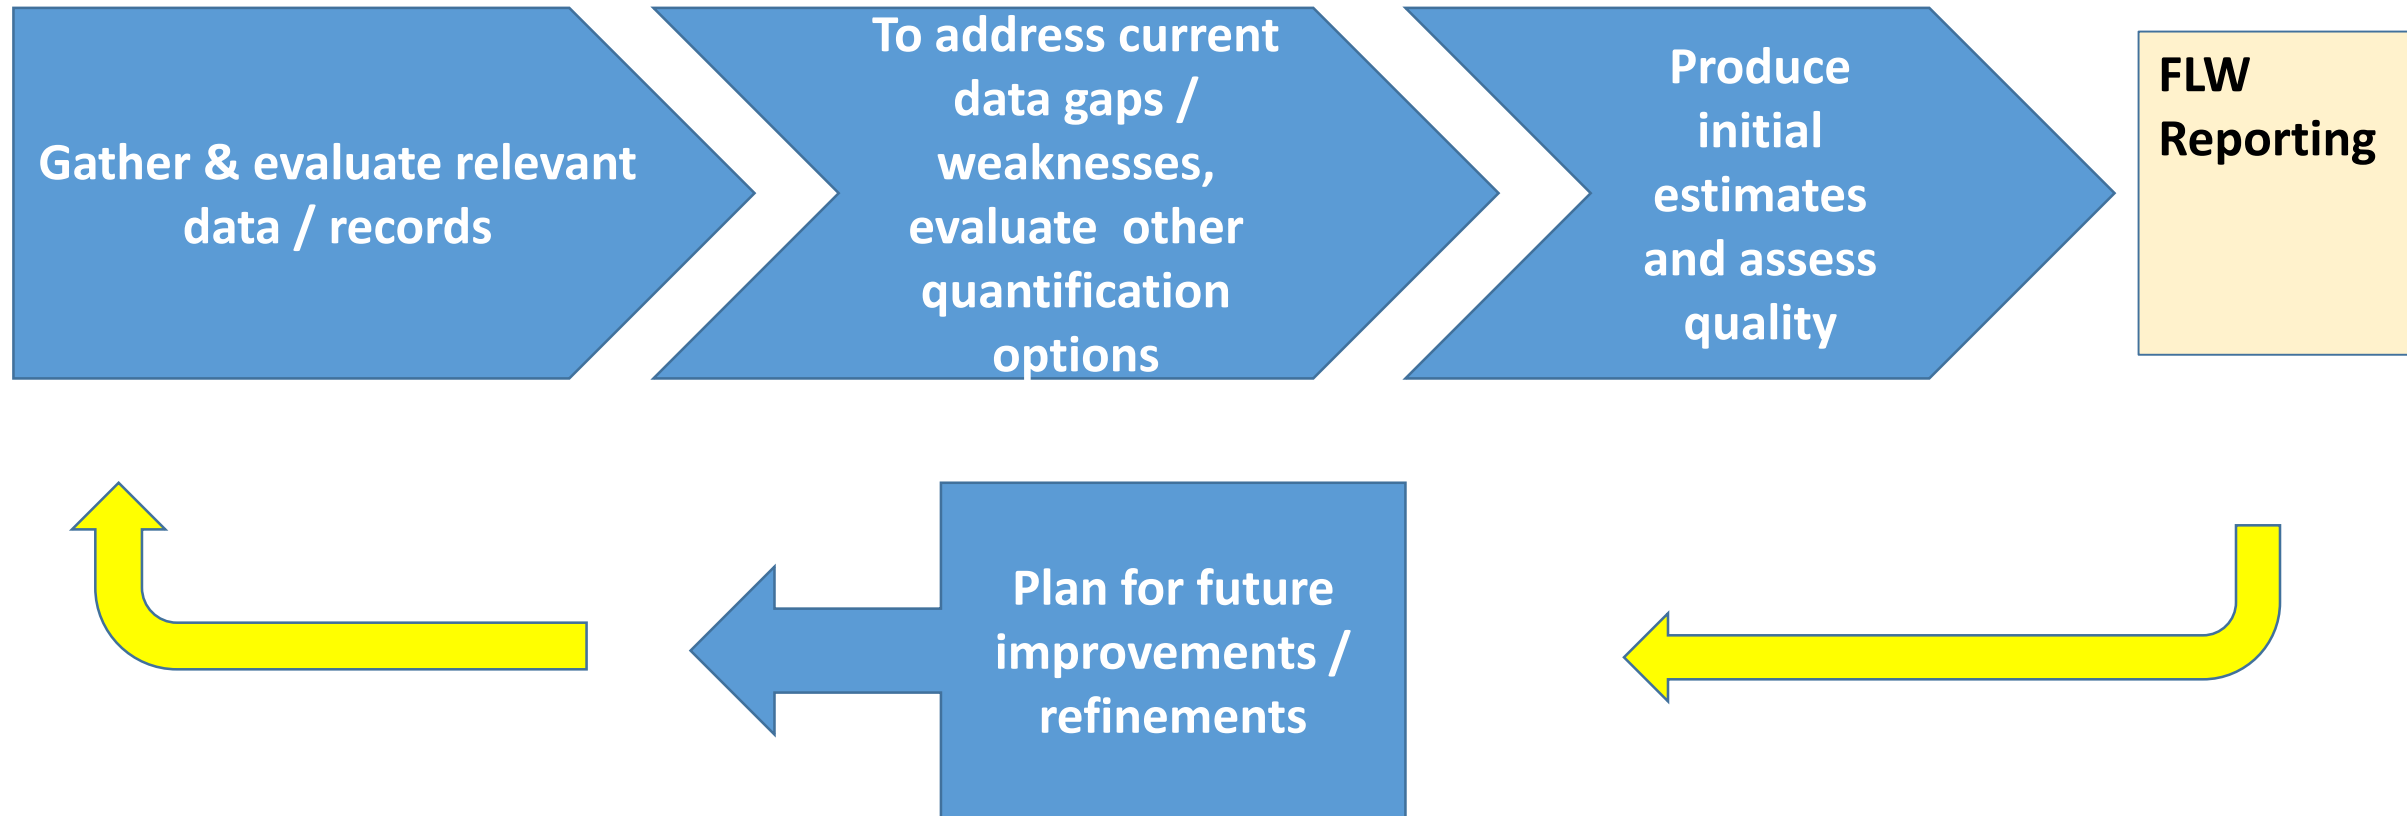 Gather & evaluate relevant
data / records
To address current
data gaps /
weaknesses,
evaluate  other
quantification
options
Produce
initial
estimates
and assess
quality
FLW
Reporting
Plan for future
improvements /
refinements